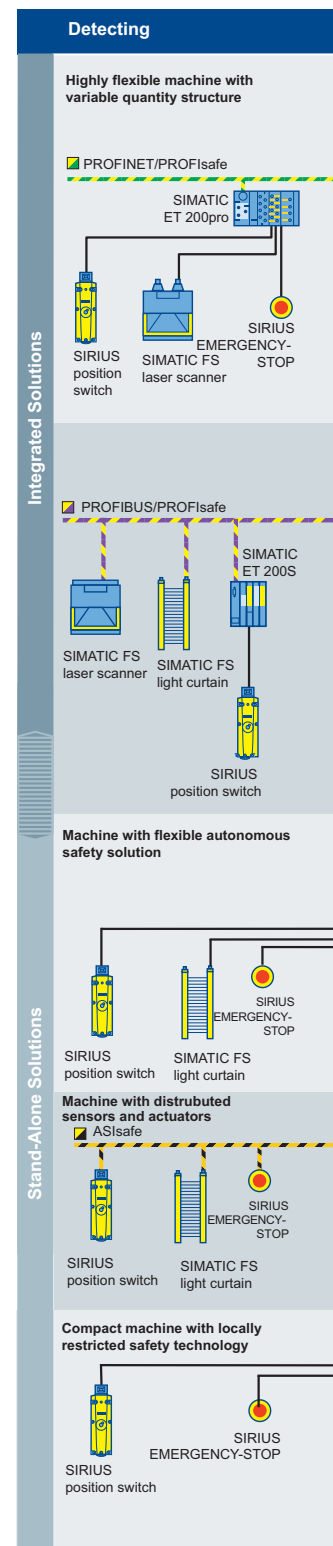 Detecting
Highly flexible machine with
variable quantity structure
PROFINET/PROFIsafe
SIMATIC
ET 200pro
SIRIUS
position
switch
SIMATIC FS
laser scanner
SIRIUS
EMERGENCY-
STOP
Integrated Solutions
PROFIBUS/PROFIsafe
SIMATIC
ET 200S
SIMATIC FS
laser scanner
SIMATIC FS
light curtain
SIRIUS
position switch
Machine with flexible autonomous
safety solution
SIRIUS
EMERGENCY-
STOP
SIRIUS
position switch
SIMATIC FS
light curtain
Stand-Alone Solutions
Machine with distrubuted
sensors and actuators
ASIsafe
SIRIUS
EMERGENCY-
STOP
SIRIUS
position switch
SIMATIC FS
light curtain
Compact machine with locally
restricted safety technology
SIRIUS
EMERGENCY-STOP
SIRIUS
position switch